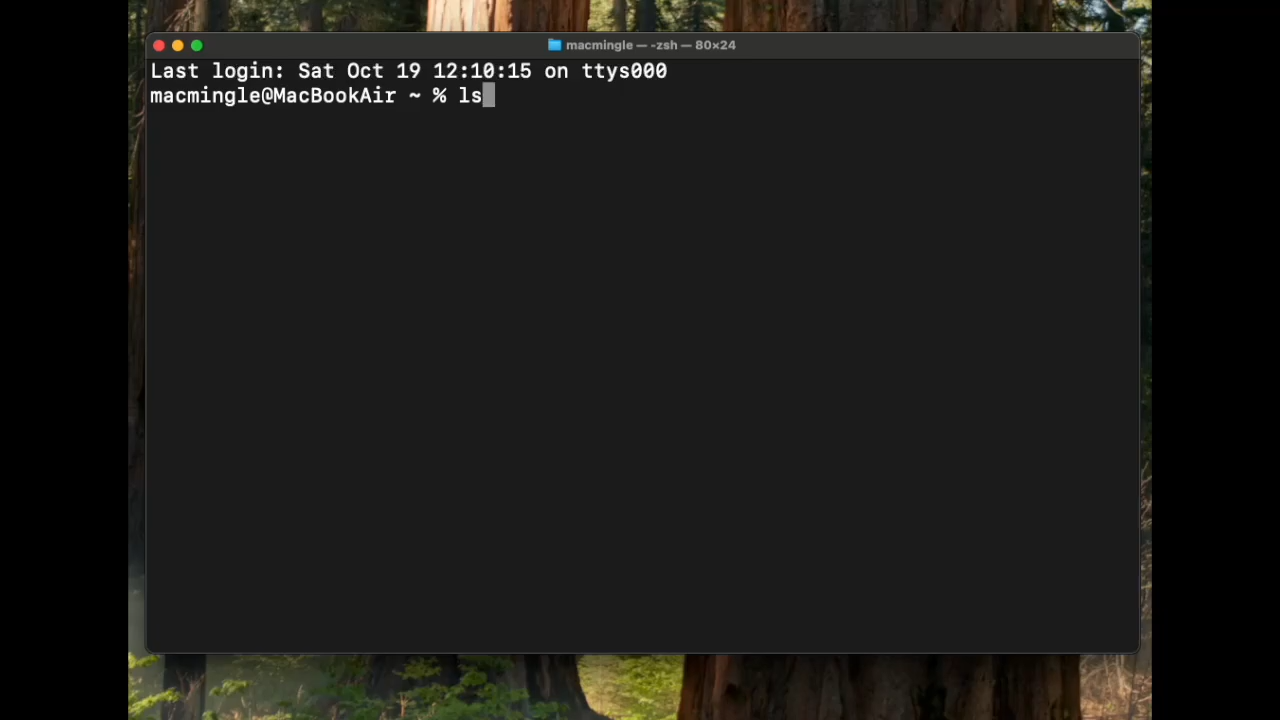 macmingle — -zsh — 80×24
Last login: Sat Oct 19 12:10:15 on ttys000
macmingle@MacBookAir ~ % ls